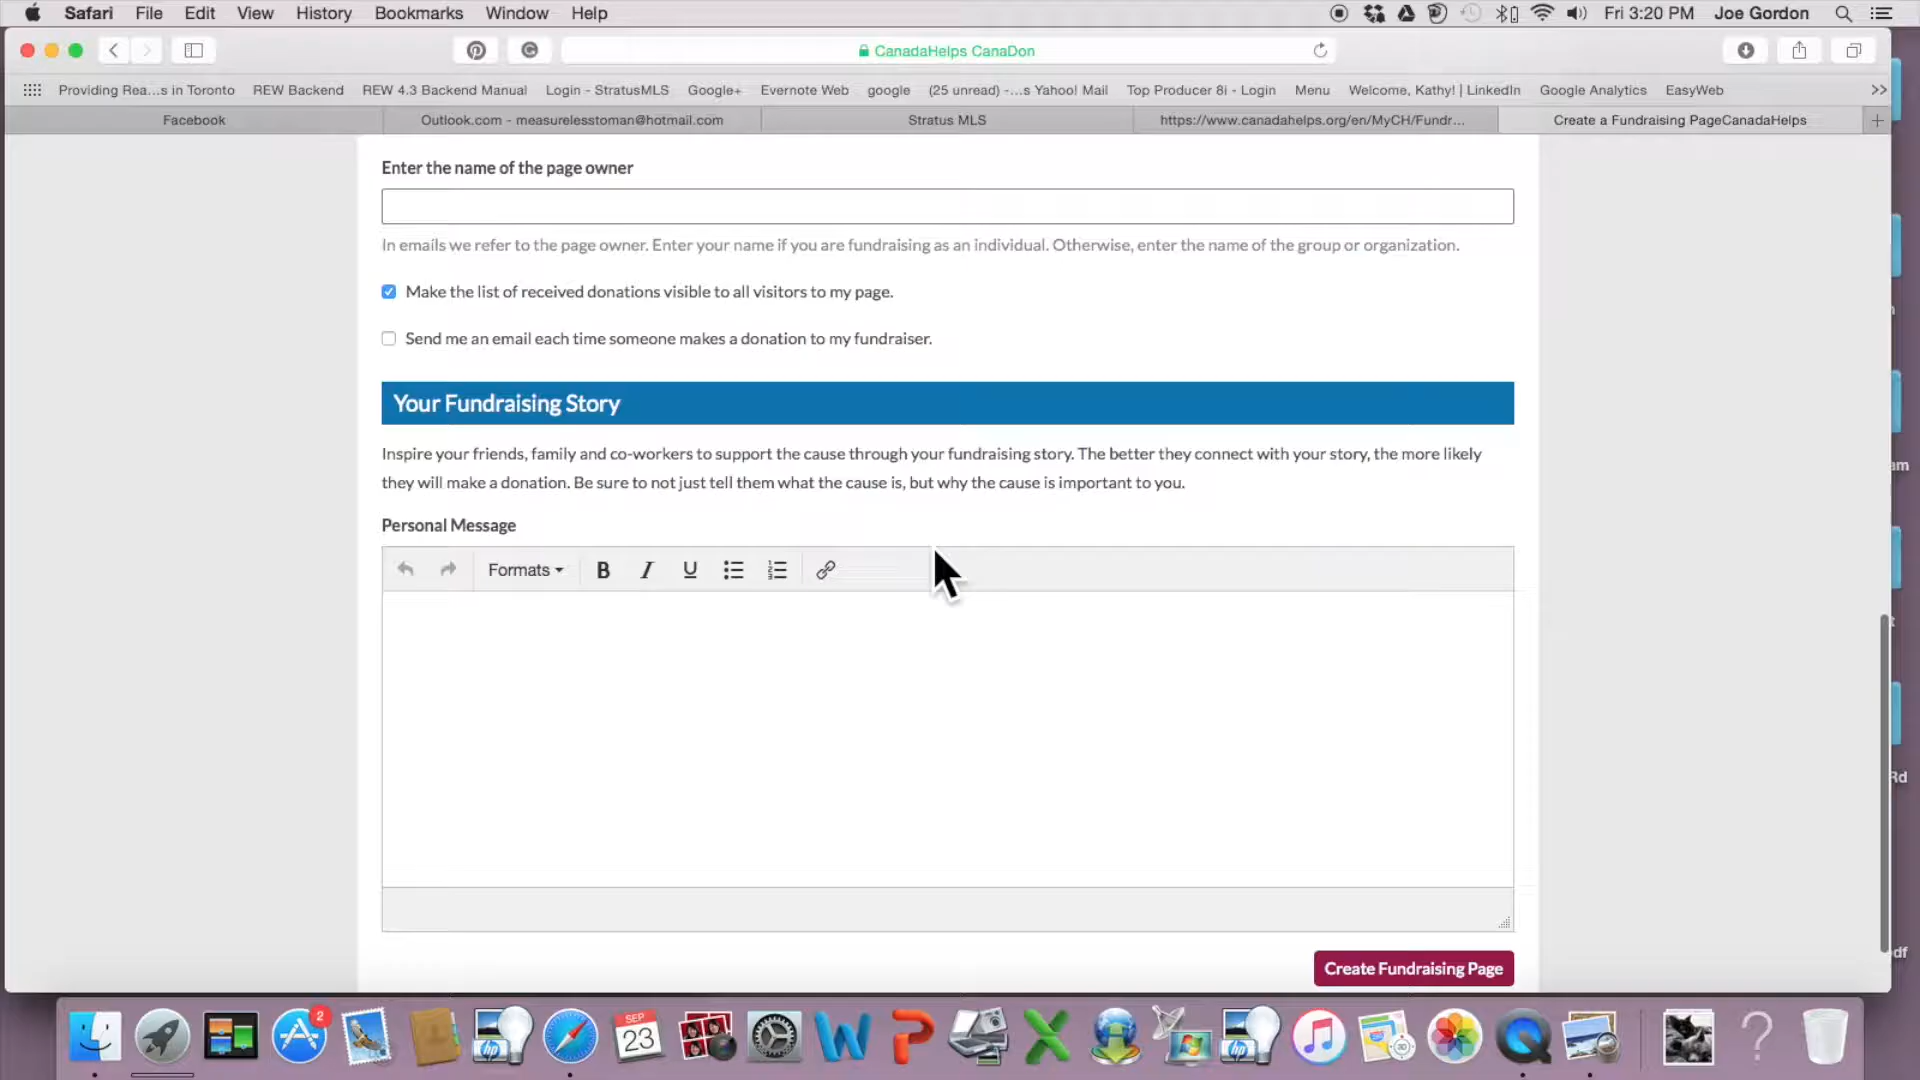 Safari File Edit View History Bookmarks Window Help Fri 3:20 PM Joe Gordon
CanadaHelps CanaDon
Providing Rea...s in Toronto REW Backend REW 4.3 Backend Manual Login - StratusMLS Google+ Evernote Web google (25 unread) -...s Yahoo! Mail Top Producer 8i - Login Menu Welcome, Kathy! | LinkedIn Google Analytics EasyWeb >>
Facebook Outlook.com - measurelesstoman@hotmail.com Stratus MLS https://www.canadahelps.org/en/MyCH/Fundr... Create a Fundraising PageCanadaHelps
Enter the name of the page owner
In emails we refer to the page owner. Enter your name if you are fundraising as an individual. Otherwise, enter the name of the group or organization.
Make the list of received donations visible to all visitors to my page.
Send me an email each time someone makes a donation to my fundraiser.
Your Fundraising Story
Inspire your friends, family and co-workers to support the cause through your fundraising story. The better they connect with your story, the more likely
they will make a donation. Be sure to not just tell them what the cause is, but why the cause is important to you.
am
Personal Message
Formats B I U
Rd
df
Create Fundraising Page
2
SEP
23
hp
hp